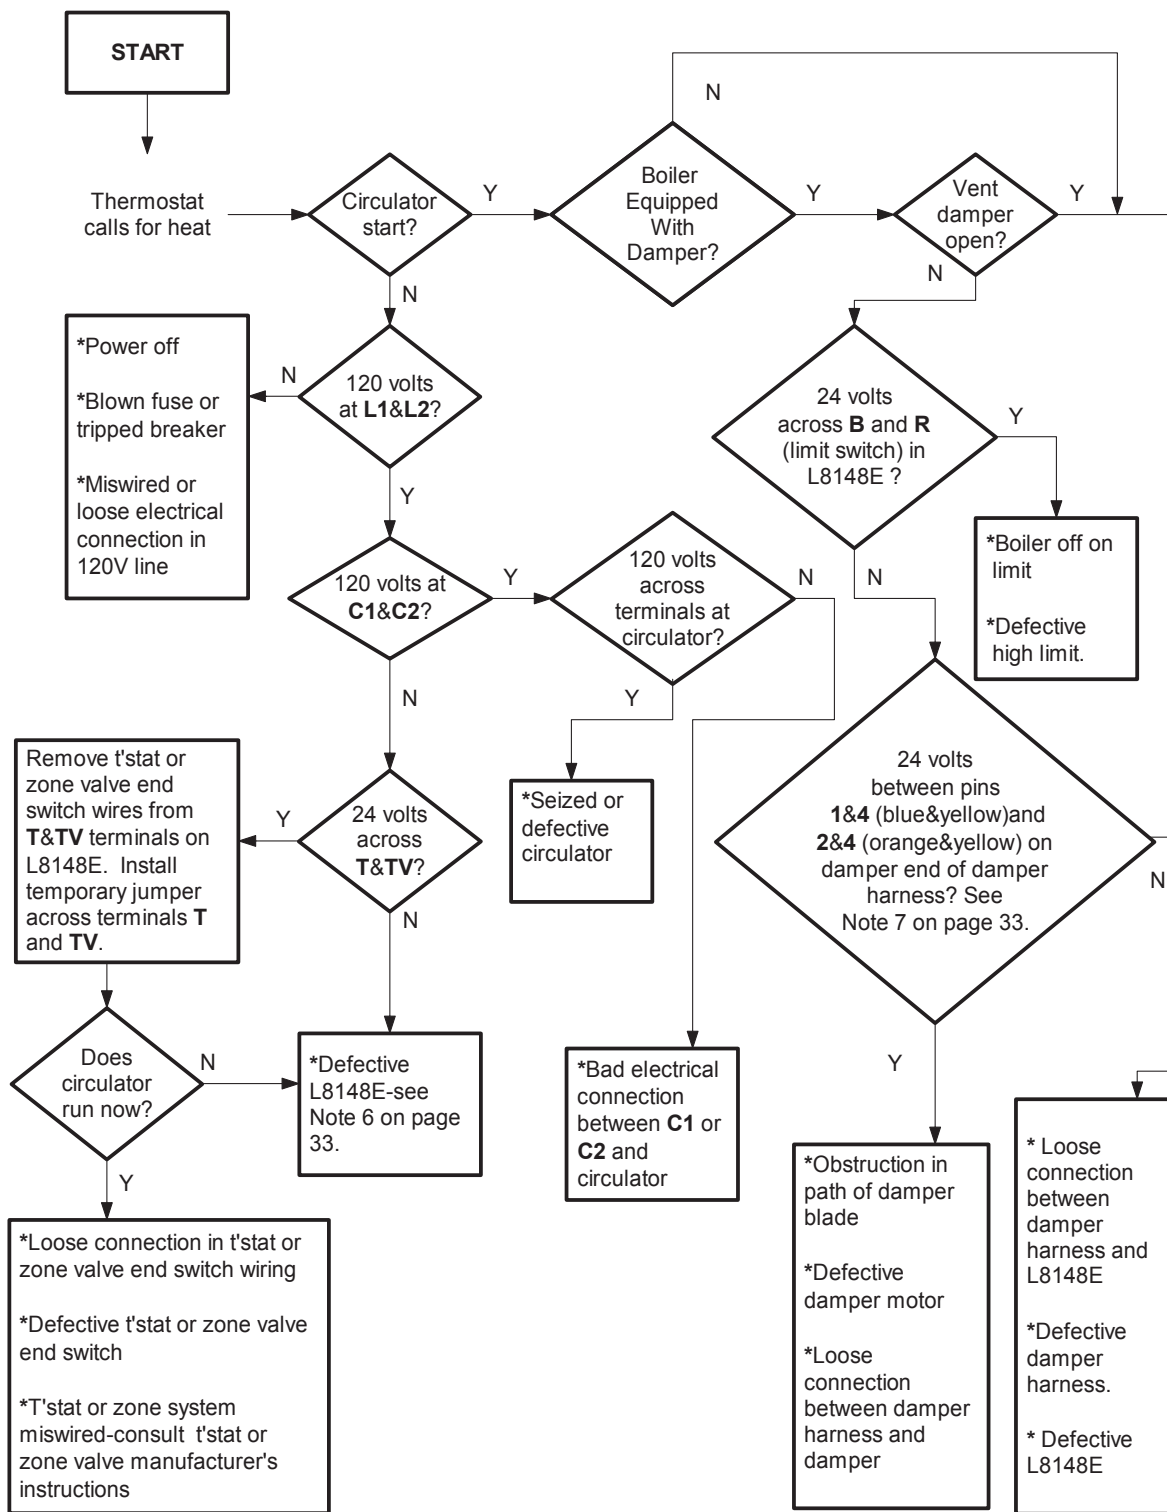 START
N
Thermostat
calls for heat
Circulator
start?
Y
Boiler
Equipped
With
Damper?
Y
Vent
damper
open?
Y
N
N
*Power off
*Blown fuse or
tripped breaker
*Miswired or
loose electrical
connection in
120V line
N
120 volts
at L1&L2?
Y
24 volts
across B and R
(limit switch) in
L8148E ?
Y
N
*Boiler off on
limit
*Defective
high limit.
120 volts at
C1&C2?
Y
120 volts
across
terminals at
circulator?
N
Y
N
Remove t'stat or
zone valve end
switch wires from
T&TV terminals on
L8148E.  Install
temporary jumper
across terminals T
and TV.
Y
24 volts
across
T&TV?
N
*Seized or
defective
circulator
24 volts
between pins
1&4 (blue&yellow)and
2&4 (orange&yellow) on
damper end of damper
harness? See
Note 7 on page 33.
N
Y
Does
circulator
run now?
N
Y
*Defective
L8148E-see
Note 6 on page
33.
*Bad electrical
connection
between C1 or
C2 and
circulator
*Loose connection in t'stat or
zone valve end switch wiring
*Defective t'stat or zone valve
end switch
*T'stat or zone system
miswired-consult  t'stat or
zone valve manufacturer's
instructions
*Obstruction in
path of damper
blade
*Defective
damper motor
*Loose
connection
between damper
harness and
damper
* Loose
connection
between
damper
harness and
L8148E
*Defective
damper
harness.
* Defective
L8148E